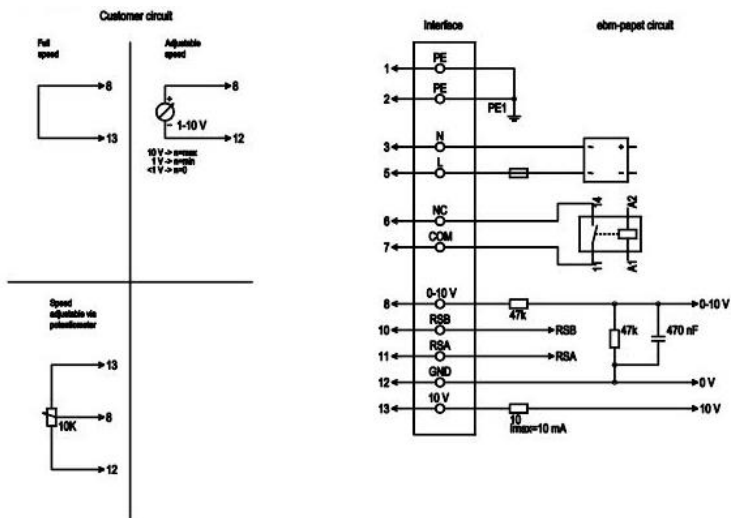 Customer circuit
Full
speed
Adjustable
speed
8
13
8
+
1-10 V
−
12
10 V -> n=max
1 V -> n=min
<1 V -> n=0
Speed
adjustable via
potentiometer
13
8
10K
12
Interface
ebm-papst circuit
1
PE
2
PE
PE1
3
N
~
+
5
L
~
−
6
NC
14
A2
7
COM
11
A1
8
0-10 V
47k
0-10 V
10
RSB
RSB
47k
470 nF
11
RSA
RSA
12
GND
0 V
13
10 V
10
Imax=10 mA
10 V